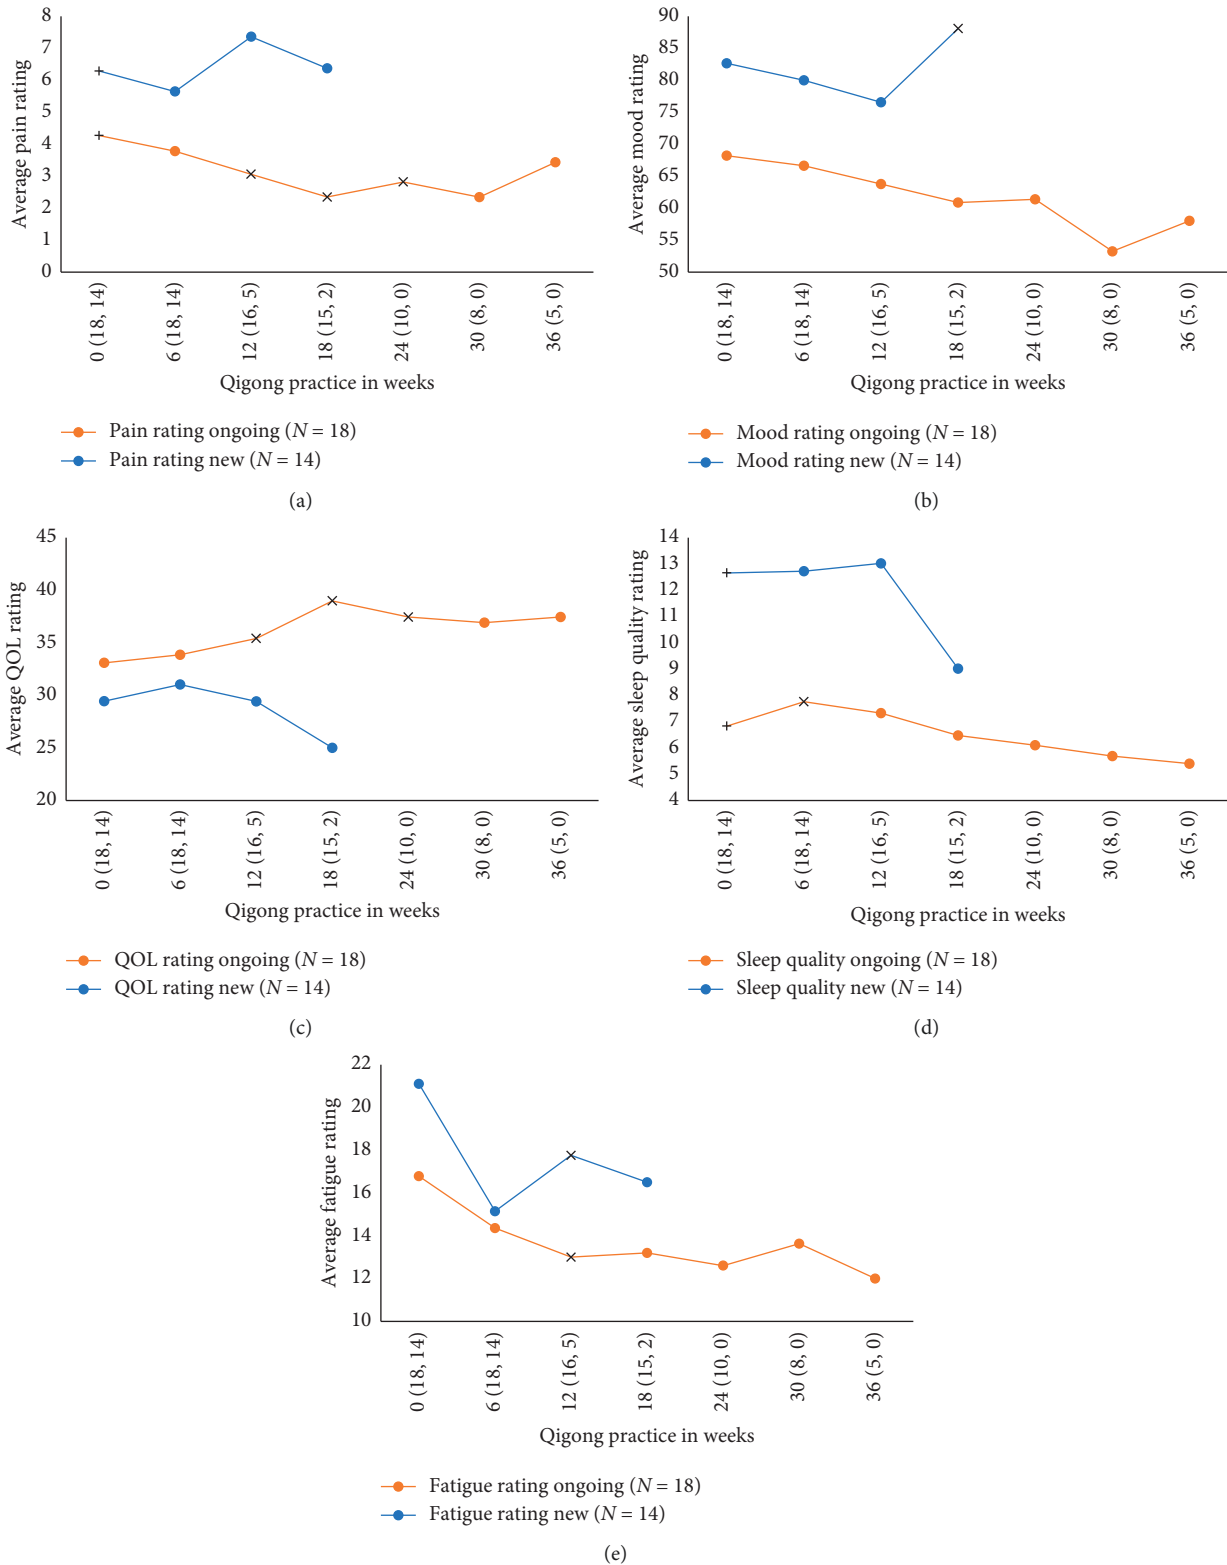 8
7
6
5
4
3
2
1
0
Average pain rating
0 (18, 14)
6 (18, 14)
12 (16, 5)
18 (15, 2)
24 (10, 0)
30 (8, 0)
36 (5, 0)
Qigong practice in weeks
Pain rating ongoing (N = 18)
Pain rating new (N = 14)
(a)
90
85
80
75
70
65
60
55
50
Average mood rating
0 (18, 14)
6 (18, 14)
12 (16, 5)
18 (15, 2)
24 (10, 0)
30 (8, 0)
36 (5, 0)
Qigong practice in weeks
Mood rating ongoing (N = 18)
Mood rating new (N = 14)
(b)
45
40
35
30
25
20
Average QOL rating
0 (18, 14)
6 (18, 14)
12 (16, 5)
18 (15, 2)
24 (10, 0)
30 (8, 0)
36 (5, 0)
Qigong practice in weeks
QOL rating ongoing (N = 18)
QOL rating new (N = 14)
(c)
14
13
12
11
10
9
8
7
6
5
4
Average sleep quality rating
0 (18, 14)
6 (18, 14)
12 (16, 5)
18 (15, 2)
24 (10, 0)
30 (8, 0)
36 (5, 0)
Qigong practice in weeks
Sleep quality ongoing (N = 18)
Sleep quality new (N = 14)
(d)
22
20
18
16
14
12
10
Average fatigue rating
0 (18, 14)
6 (18, 14)
12 (16, 5)
18 (15, 2)
24 (10, 0)
30 (8, 0)
36 (5, 0)
Qigong practice in weeks
Fatigue rating ongoing (N = 18)
Fatigue rating new (N = 14)
(e)